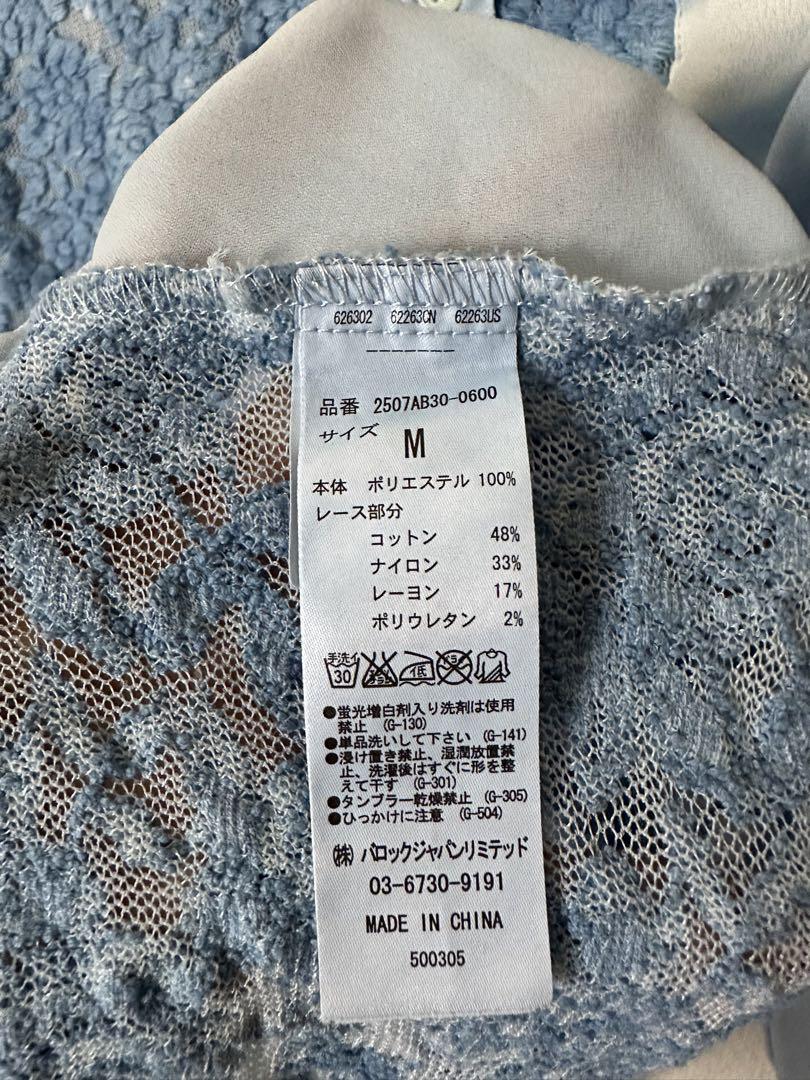 626302 62263CN 62263US
-------
品番 2507AB30-0600
サイズ M
本体 ポリエステル 100%
レース部分
コットン 48%
ナイロン 33%
レーヨン 17%
ポリウレタン 2%
手洗イ
30
●蛍光増白剤入り洗剤は使用
禁止 (G-130)
●単品洗いして下さい (G-141)
●浸け置き禁止、湿潤放置禁
止、洗濯後はすぐに形を整
えて干す (G-301)
●タンブラー乾燥禁止 (G-305)
●ひっかけに注意 (G-504)
㈱バロックジャパンリミテッド
03-6730-9191
MADE IN CHINA
500305